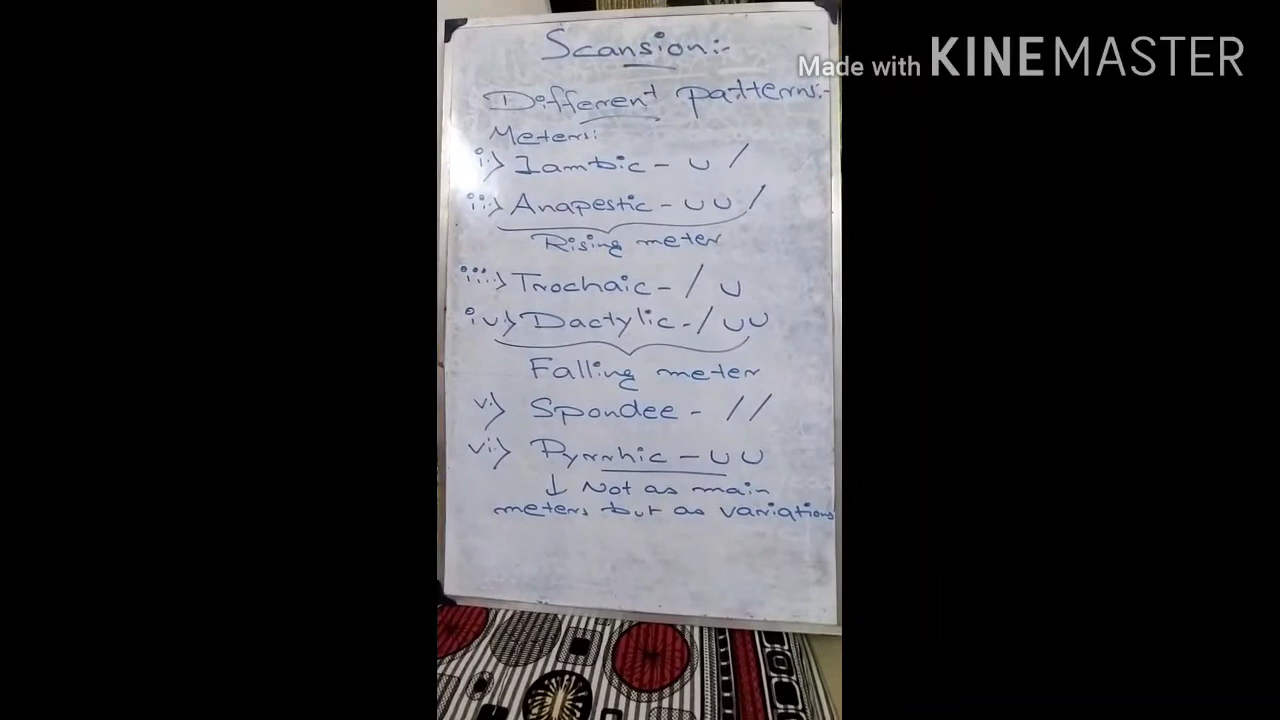 Scansion:-
Made with KINEMASTER
Different patterns:-
Meters:
i) Iambic - ∪ /
ii) Anapestic - ∪ ∪ /
Rising meter
iii) Trochaic - / ∪
iv) Dactylic - / ∪ ∪
Falling meter
v) Spondee - / /
vi) Pyrrhic - ∪ ∪
↓ Not as main
meters but as variations